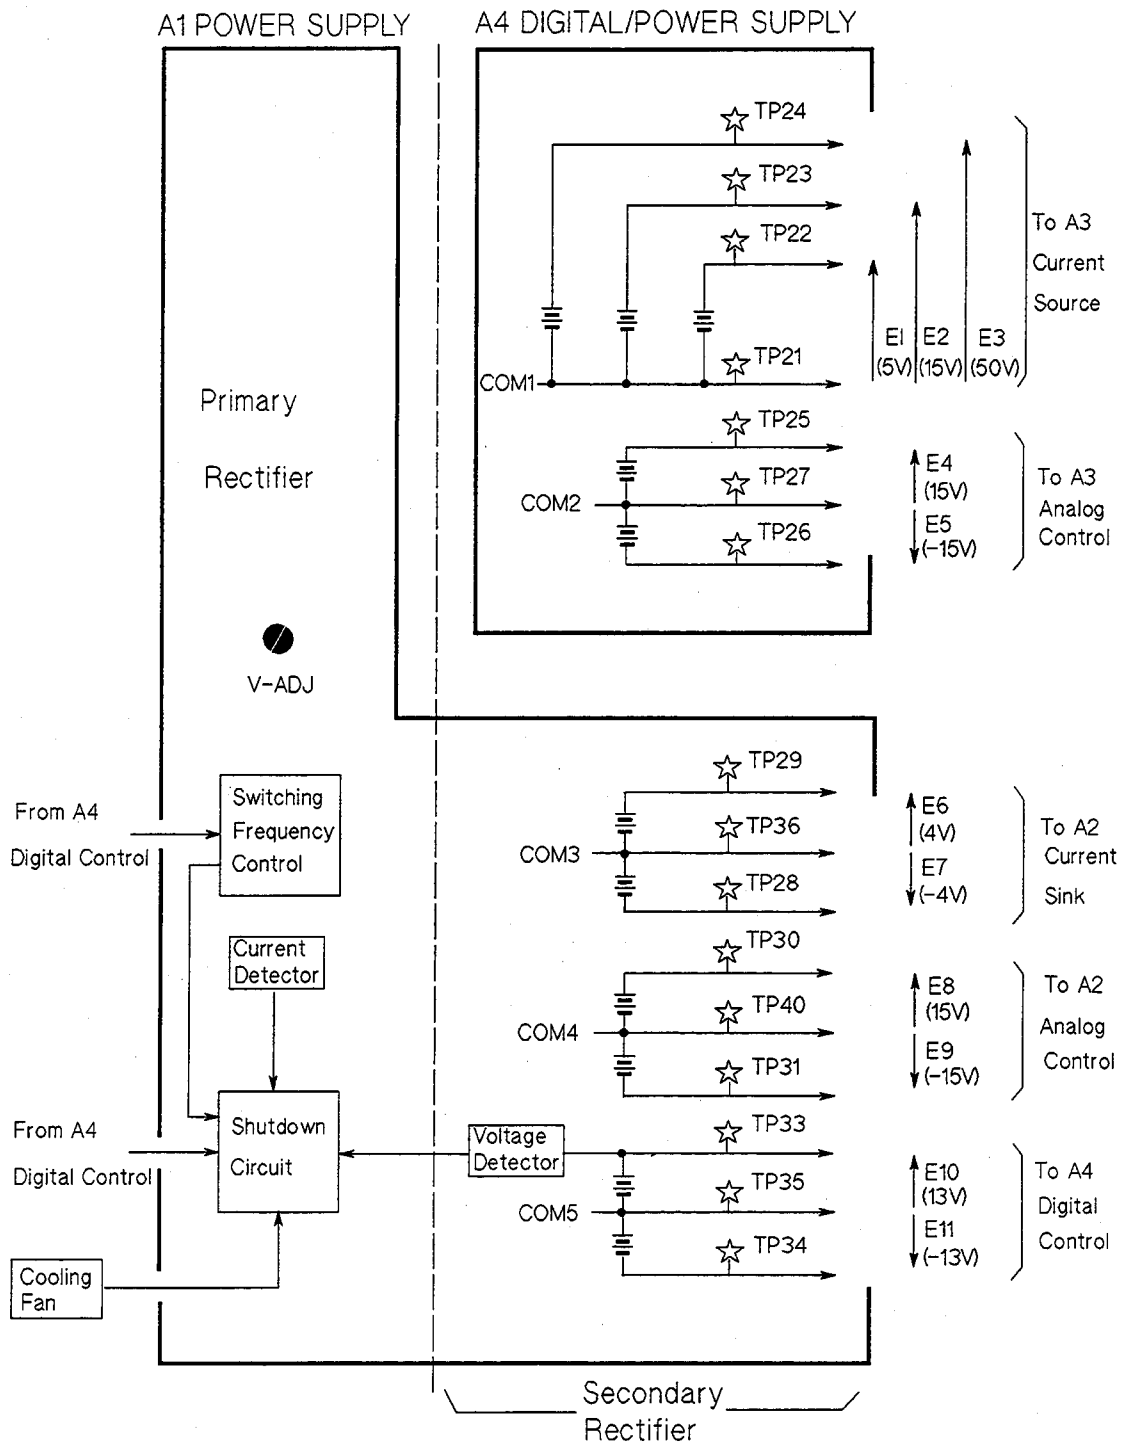 A1 POWER SUPPLY
A4 DIGITAL/POWER SUPPLY
TP24
TP23
TP22
TP21
COM1
E1
(5V)
E2
(15V)
E3
(50V)
To A3
Current
Source
Primary
Rectifier
TP25
TP27
TP26
COM2
E4
(15V)
E5
(-15V)
To A3
Analog
Control
V-ADJ
From A4
Digital Control
Switching
Frequency
Control
TP29
TP36
TP28
COM3
E6
(4V)
E7
(-4V)
To A2
Current
Sink
Current
Detector
TP30
TP40
TP31
COM4
E8
(15V)
E9
(-15V)
To A2
Analog
Control
From A4
Digital Control
Shutdown
Circuit
Voltage
Detector
TP33
TP35
TP34
COM5
E10
(13V)
E11
(-13V)
To A4
Digital
Control
Cooling
Fan
Secondary
Rectifier